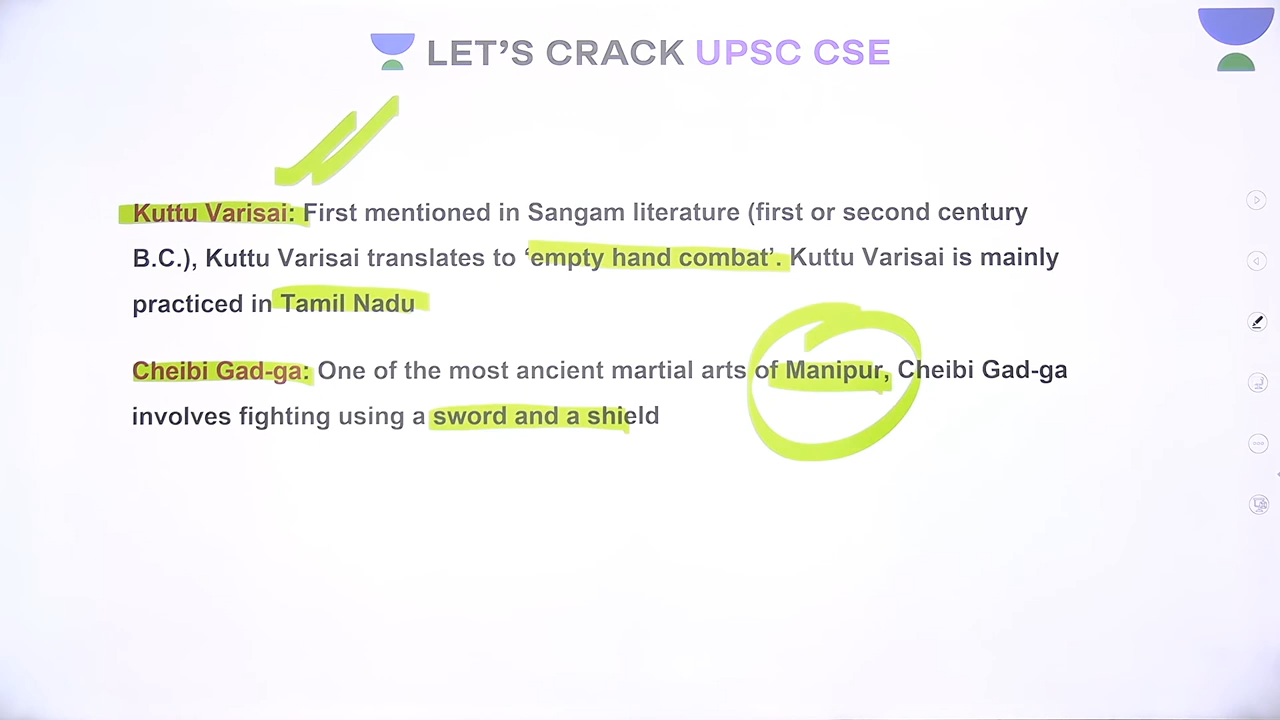 LET'S CRACK UPSC CSE
Kuttu Varisai: First mentioned in Sangam literature (first or second century
B.C.), Kuttu Varisai translates to ‘empty hand combat’. Kuttu Varisai is mainly
practiced in Tamil Nadu
Cheibi Gad-ga: One of the most ancient martial arts of Manipur, Cheibi Gad-ga
involves fighting using a sword and a shield